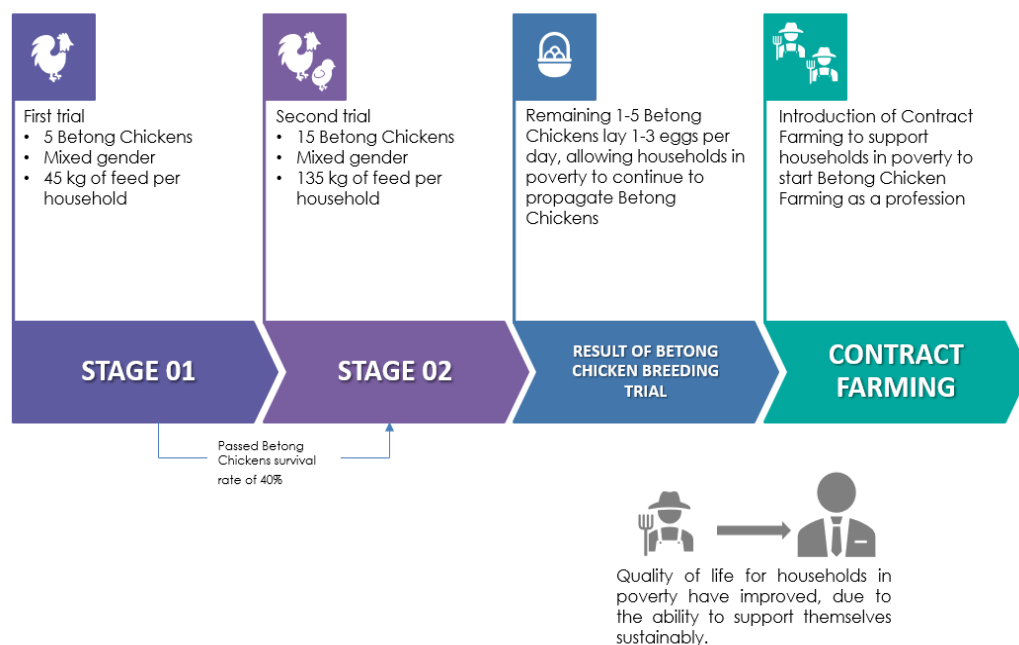 First trial
• 5 Betong Chickens
• Mixed gender
• 45 kg of feed per
household
Second trial
• 15 Betong Chickens
• Mixed gender
• 135 kg of feed per
household
Remaining 1-5 Betong
Chickens lay 1-3 eggs per
day, allowing households in
poverty to continue to
propagate Betong
Chickens
Introduction of Contract
Farming to support
households in poverty to
start Betong Chicken
Farming as a profession
STAGE 01
STAGE 02
RESULT OF BETONG
CHICKEN BREEDING
TRIAL
CONTRACT
FARMING
Passed Betong
Chickens survival
rate of 40%
Quality of life for households in
poverty have improved, due to
the ability to support themselves
sustainably.